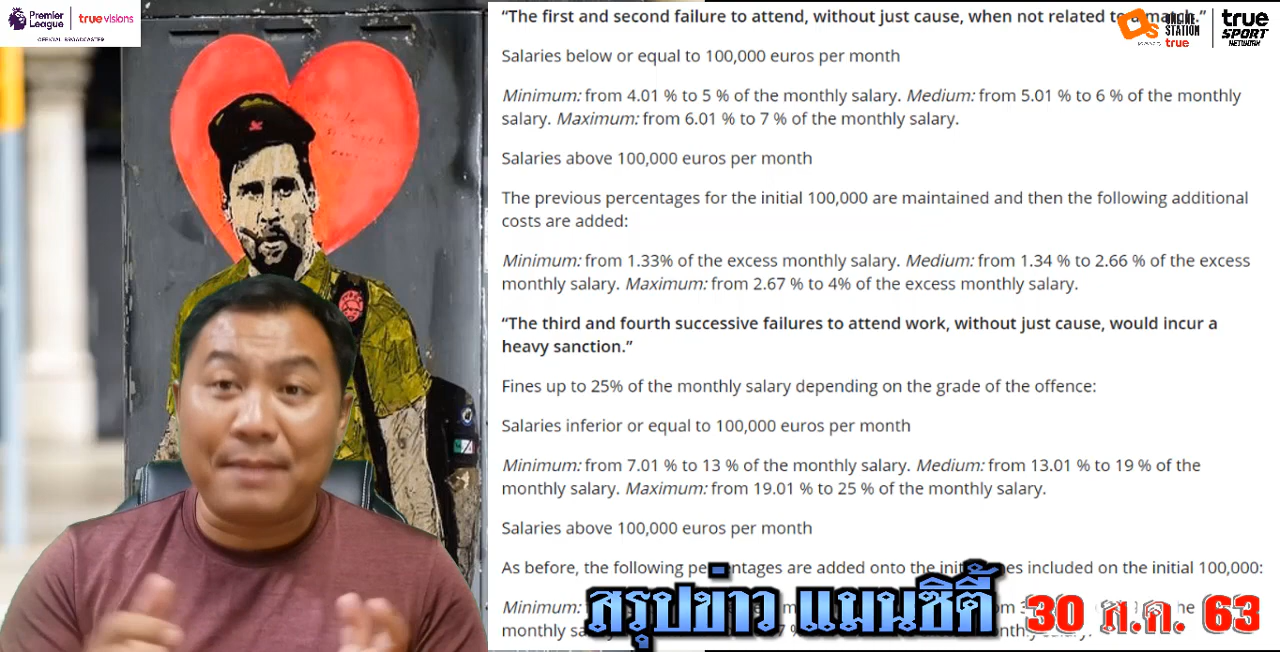 Premier League
true visions
OFFICIAL BROADCASTER
“The first and second failure to attend, without just cause, when not related to a match.”
OS ONLINE STATION
powered by true
true SPORT NETWORK
Salaries below or equal to 100,000 euros per month
Minimum: from 4.01 % to 5 % of the monthly salary. Medium: from 5.01 % to 6 % of the monthly
salary. Maximum: from 6.01 % to 7 % of the monthly salary.
Salaries above 100,000 euros per month
The previous percentages for the initial 100,000 are maintained and then the following additional
costs are added:
Minimum: from 1.33% of the excess monthly salary. Medium: from 1.34 % to 2.66 % of the excess
monthly salary. Maximum: from 2.67 % to 4% of the excess monthly salary.
“The third and fourth successive failures to attend work, without just cause, would incur a
heavy sanction.”
Fines up to 25% of the monthly salary depending on the grade of the offence:
Salaries inferior or equal to 100,000 euros per month
Minimum: from 7.01 % to 13 % of the monthly salary. Medium: from 13.01 % to 19 % of the
monthly salary. Maximum: from 19.01 % to 25 % of the monthly salary.
Salaries above 100,000 euros per month
As before, the following percentages are added onto the included on the initial 100,000:
Minimum:
monthly
สรุปข่าว แมนซิตี้ 30 ส.ค. 63